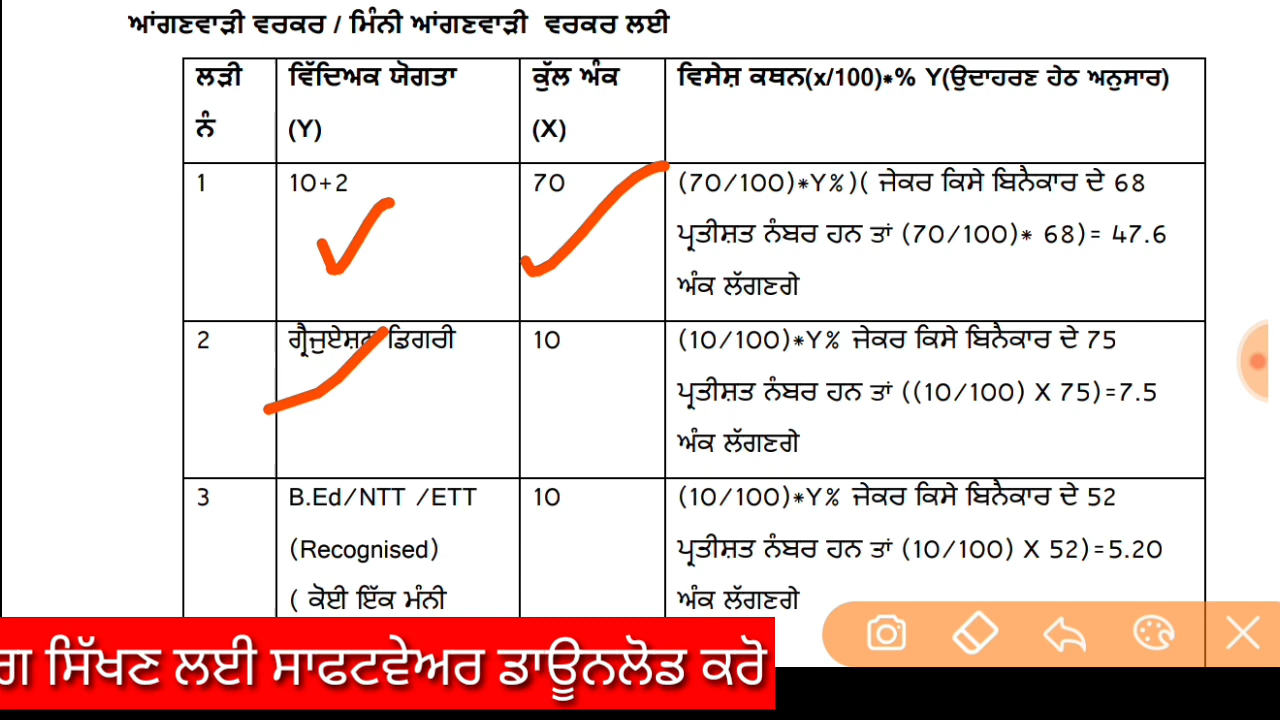 ਆਂਗਣਵਾੜੀ ਵਰਕਰ / ਮਿੰਨੀ ਆਂਗਣਵਾੜੀ ਵਰਕਰ ਲਈ
ਲੜੀ ਨੰ
ਵਿੱਦਿਅਕ ਯੋਗਤਾ
(Y)
ਕੁੱਲ ਅੰਕ
(X)
ਵਿਸੇਸ਼ ਕਥਨ(x/100)*% Y(ਉਦਾਹਰਣ ਹੇਠ ਅਨੁਸਾਰ)
1
10+2
70
(70/100)*Y%)( ਜੇਕਰ ਕਿਸੇ ਬਿਨੈਕਾਰ ਦੇ 68
ਪ੍ਰਤੀਸ਼ਤ ਨੰਬਰ ਹਨ ਤਾਂ (70/100)* 68)= 47.6
ਅੰਕ ਲੱਗਣਗੇ
2
ਗ੍ਰੈਜੁਏਸ਼ਨ ਡਿਗਰੀ
10
(10/100)*Y% ਜੇਕਰ ਕਿਸੇ ਬਿਨੈਕਾਰ ਦੇ 75
ਪ੍ਰਤੀਸ਼ਤ ਨੰਬਰ ਹਨ ਤਾਂ ((10/100) X 75)=7.5
ਅੰਕ ਲੱਗਣਗੇ
3
B.Ed/NTT /ETT
(Recognised)
( ਕੋਈ ਇੱਕ ਮੰਨੀ
10
(10/100)*Y% ਜੇਕਰ ਕਿਸੇ ਬਿਨੈਕਾਰ ਦੇ 52
ਪ੍ਰਤੀਸ਼ਤ ਨੰਬਰ ਹਨ ਤਾਂ (10/100) X 52)=5.20
ਅੰਕ ਲੱਗਣਗੇ
ਸਿੱਖਣ ਲਈ ਸਾਫਟਵੇਅਰ ਡਾਊਨਲੋਡ ਕਰੋ